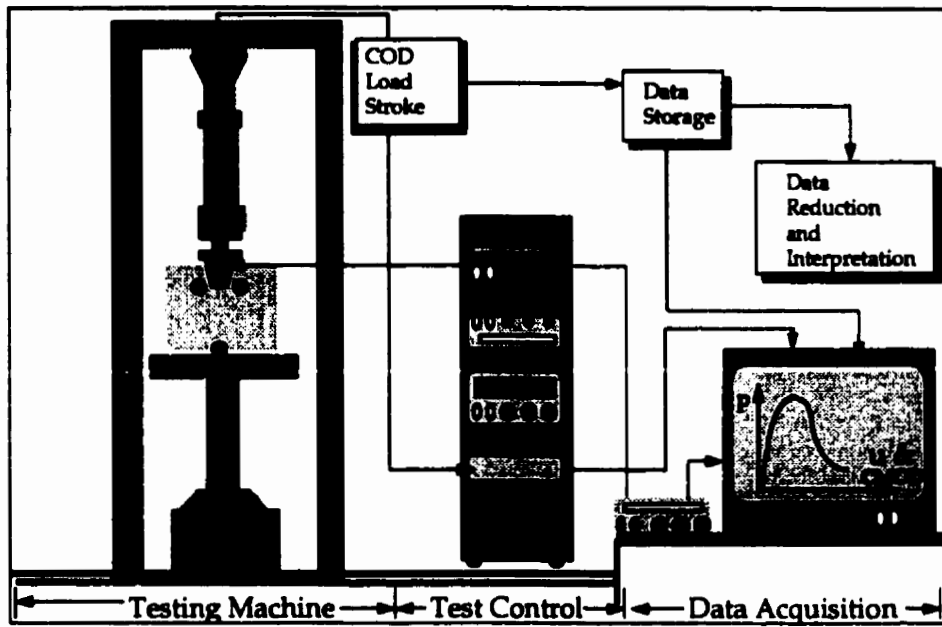 COD
Load
Stroke
Data
Storage
Data
Reduction
and
Interpretation
P
Testing Machine
Test Control
Data Acquisition